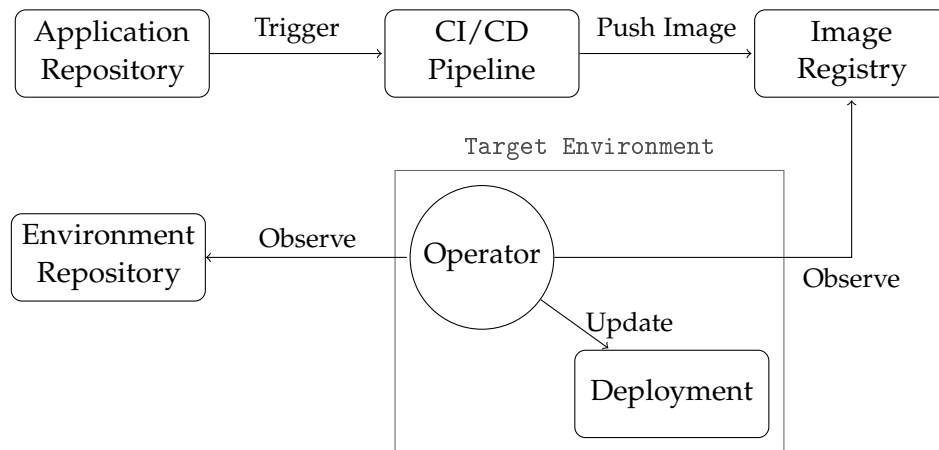 Application
Repository
Trigger
CI/CD
Pipeline
Push Image
Image
Registry
Target Environment
Environment
Repository
Observe
Operator
Observe
Update
Deployment